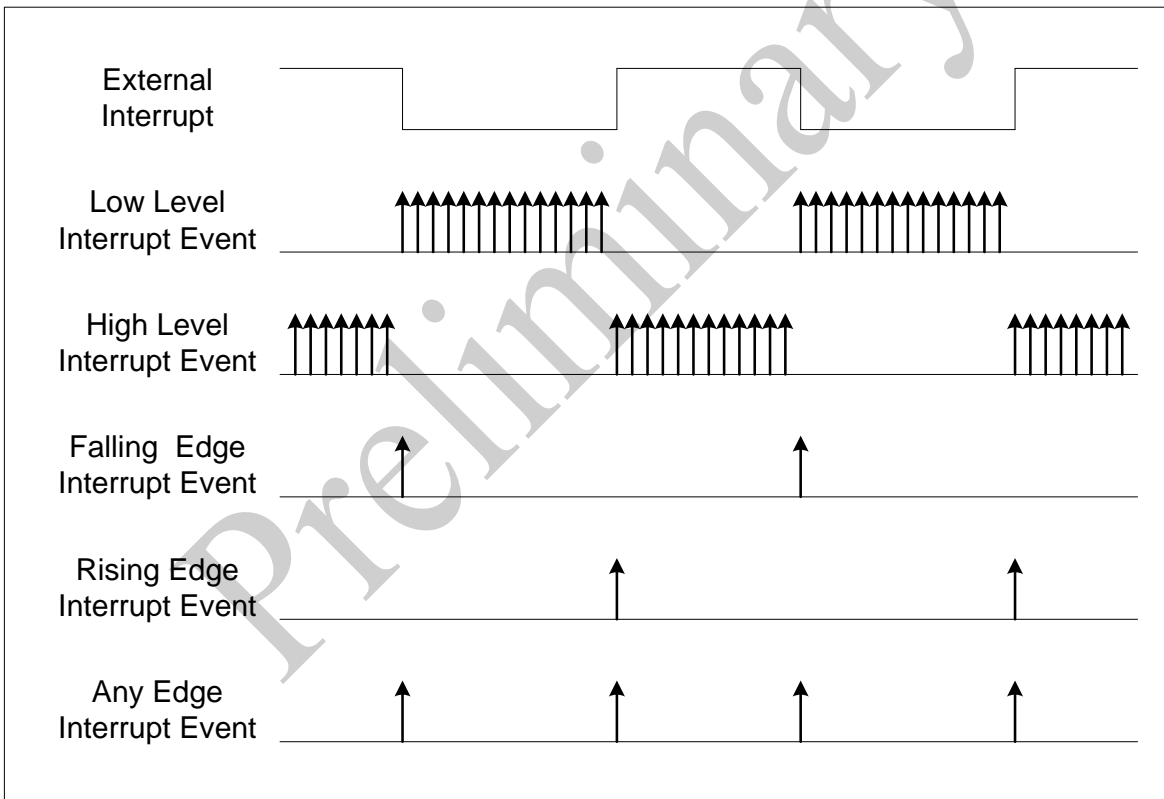 External
Interrupt
Low Level
Interrupt Event
High Level
Interrupt Event
Falling Edge
Interrupt Event
Rising Edge
Interrupt Event
Any Edge
Interrupt Event
Preliminary